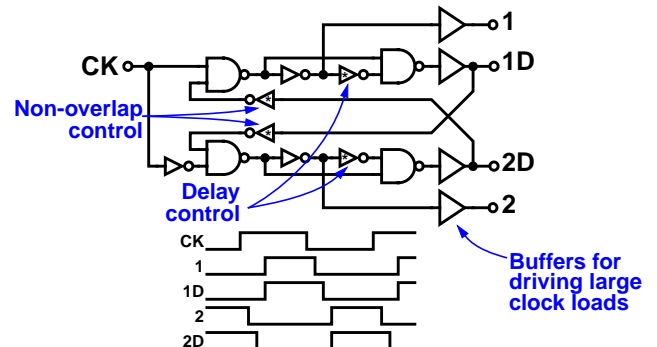 1
CK
1D
*
Non-overlap
control
*
*
*
2D
Delay
control
2
CK
1
1D
2
2D
Buffers for
driving large
clock loads